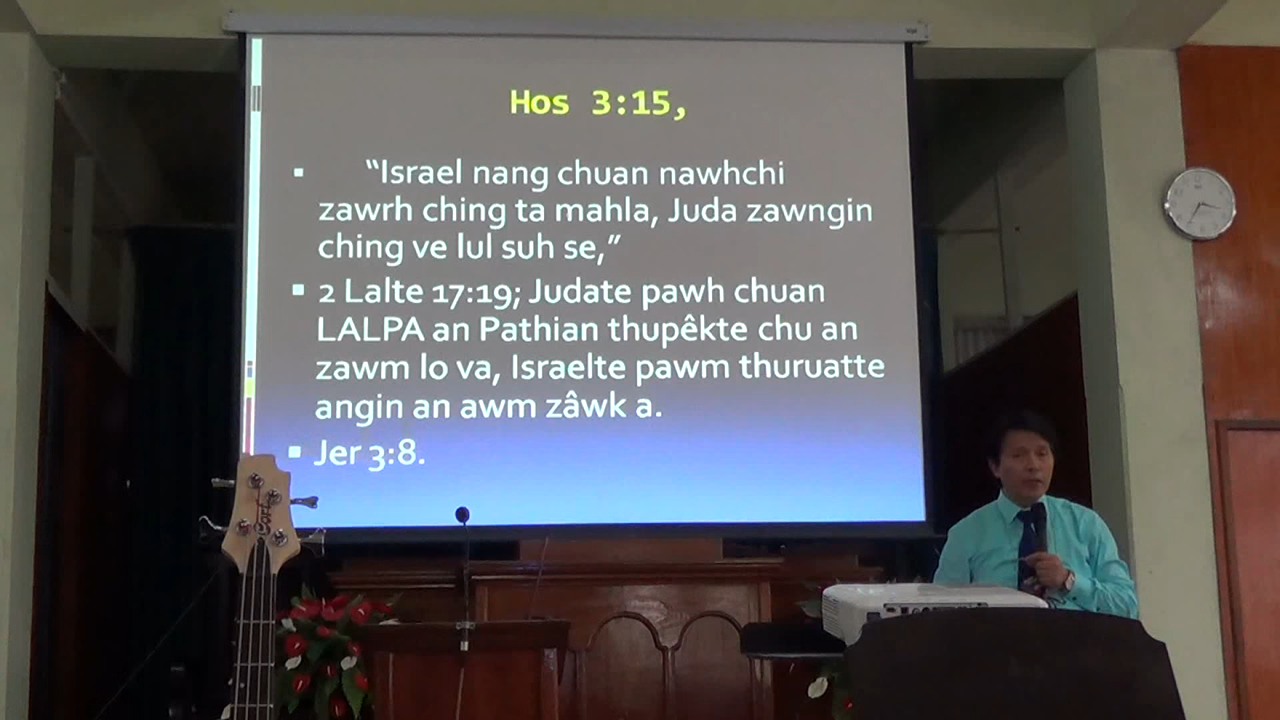 Hos 3:15,
“Israel nang chuan nawhchi
zawrh ching ta mahla, Juda zawngin
ching ve lul suh se,”
2 Lalte 17:19; Judate pawh chuan
LALPA an Pathian thupêkte chu an
zawm lo va, Israelte pawm thuruatte
angin an awm zâwk a.
Jer 3:8.
Cort